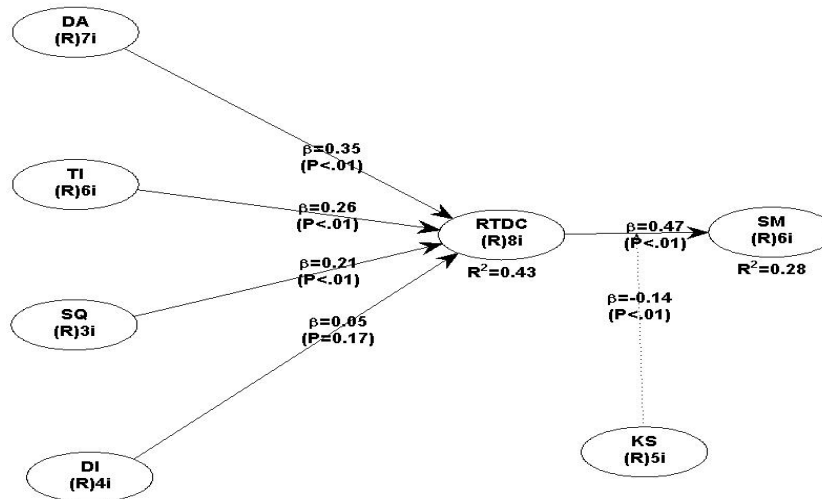 DA
(R)7i
β=0.35
(P<.01)
TI
(R)6i
β=0.26
(P<.01)
RTDC
(R)8i
R²=0.43
β=0.47
(P<.01)
SM
(R)6i
R²=0.28
β=0.21
(P<.01)
SQ
(R)3i
β=0.05
(P=0.17)
β=-0.14
(P<.01)
DI
(R)4i
KS
(R)5i